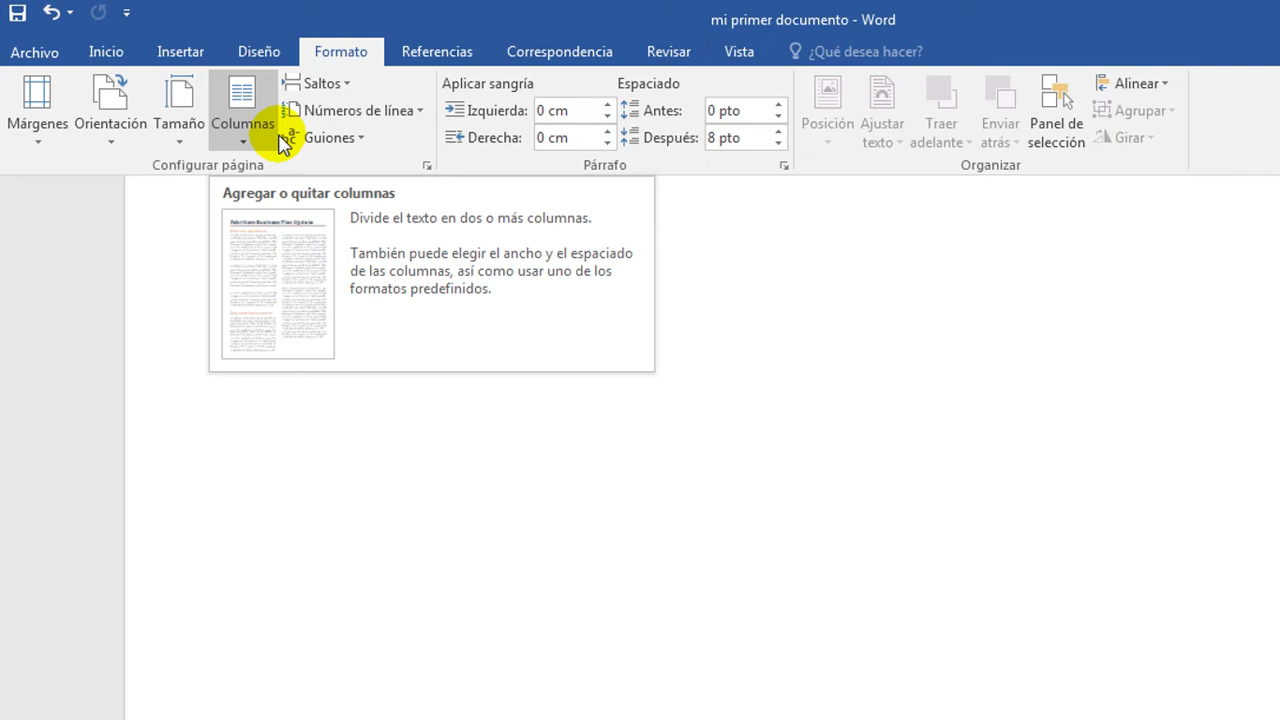 mi primer documento - Word
Archivo Inicio Insertar Diseño Formato Referencias Correspondencia Revisar Vista ¿Qué desea hacer?
Márgenes Orientación Tamaño Columnas
Saltos
Números de línea
Guiones
Configurar página
Aplicar sangría
Izquierda: 0 cm
Derecha: 0 cm
Espaciado
Antes: 0 pto
Después: 8 pto
Párrafo
Posición
Ajustar
texto
Traer
adelante
Enviar
atrás
Panel de
selección
Alinear
Agrupar
Girar
Organizar
Agregar o quitar columnas
Fabrikam Business Plan Update
Divide el texto en dos o más columnas.
También puede elegir el ancho y el espaciado
de las columnas, así como usar uno de los
formatos predefinidos.